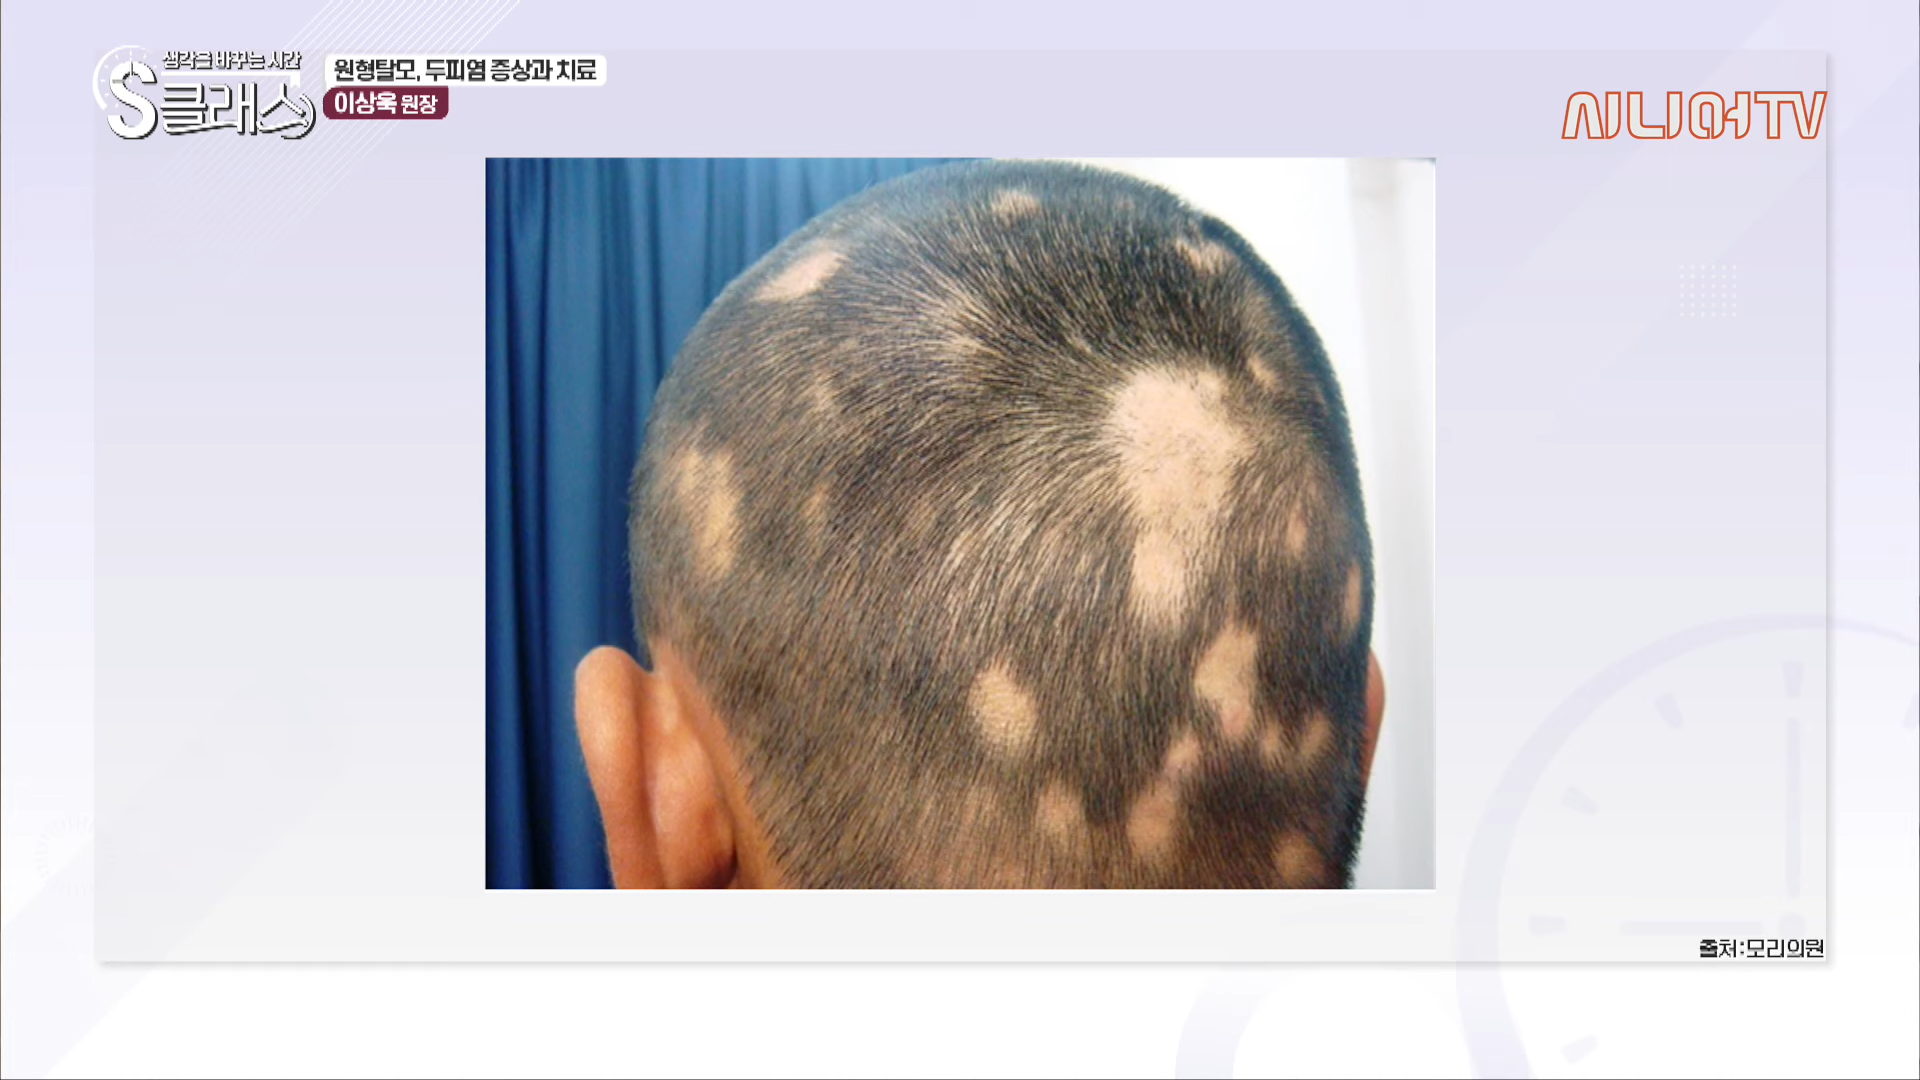 생각을 바꾸는 시간
S클래스
원형탈모, 두피염 증상과 치료
이상욱 원장
시니어TV
출처:모리의원